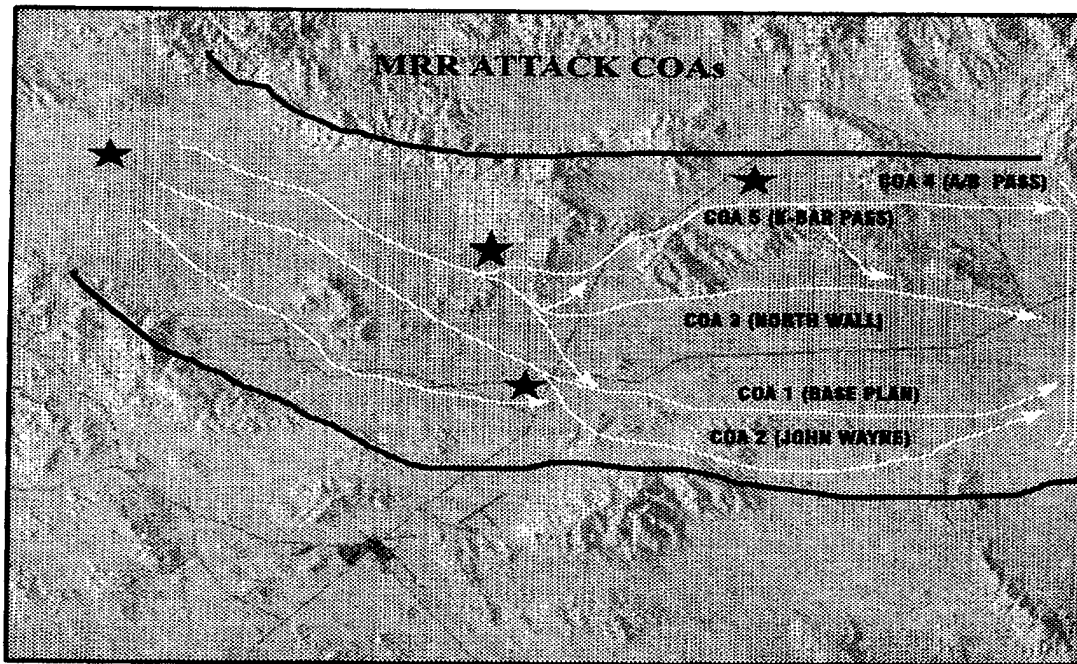 MRR ATTACK COAs
COA 4 (A/B PASS)
COA 5 (K-BAR PASS)
COA 3 (NORTH WALL)
COA 1 (BASE PLAN)
COA 2 (JOHN WAYNE)